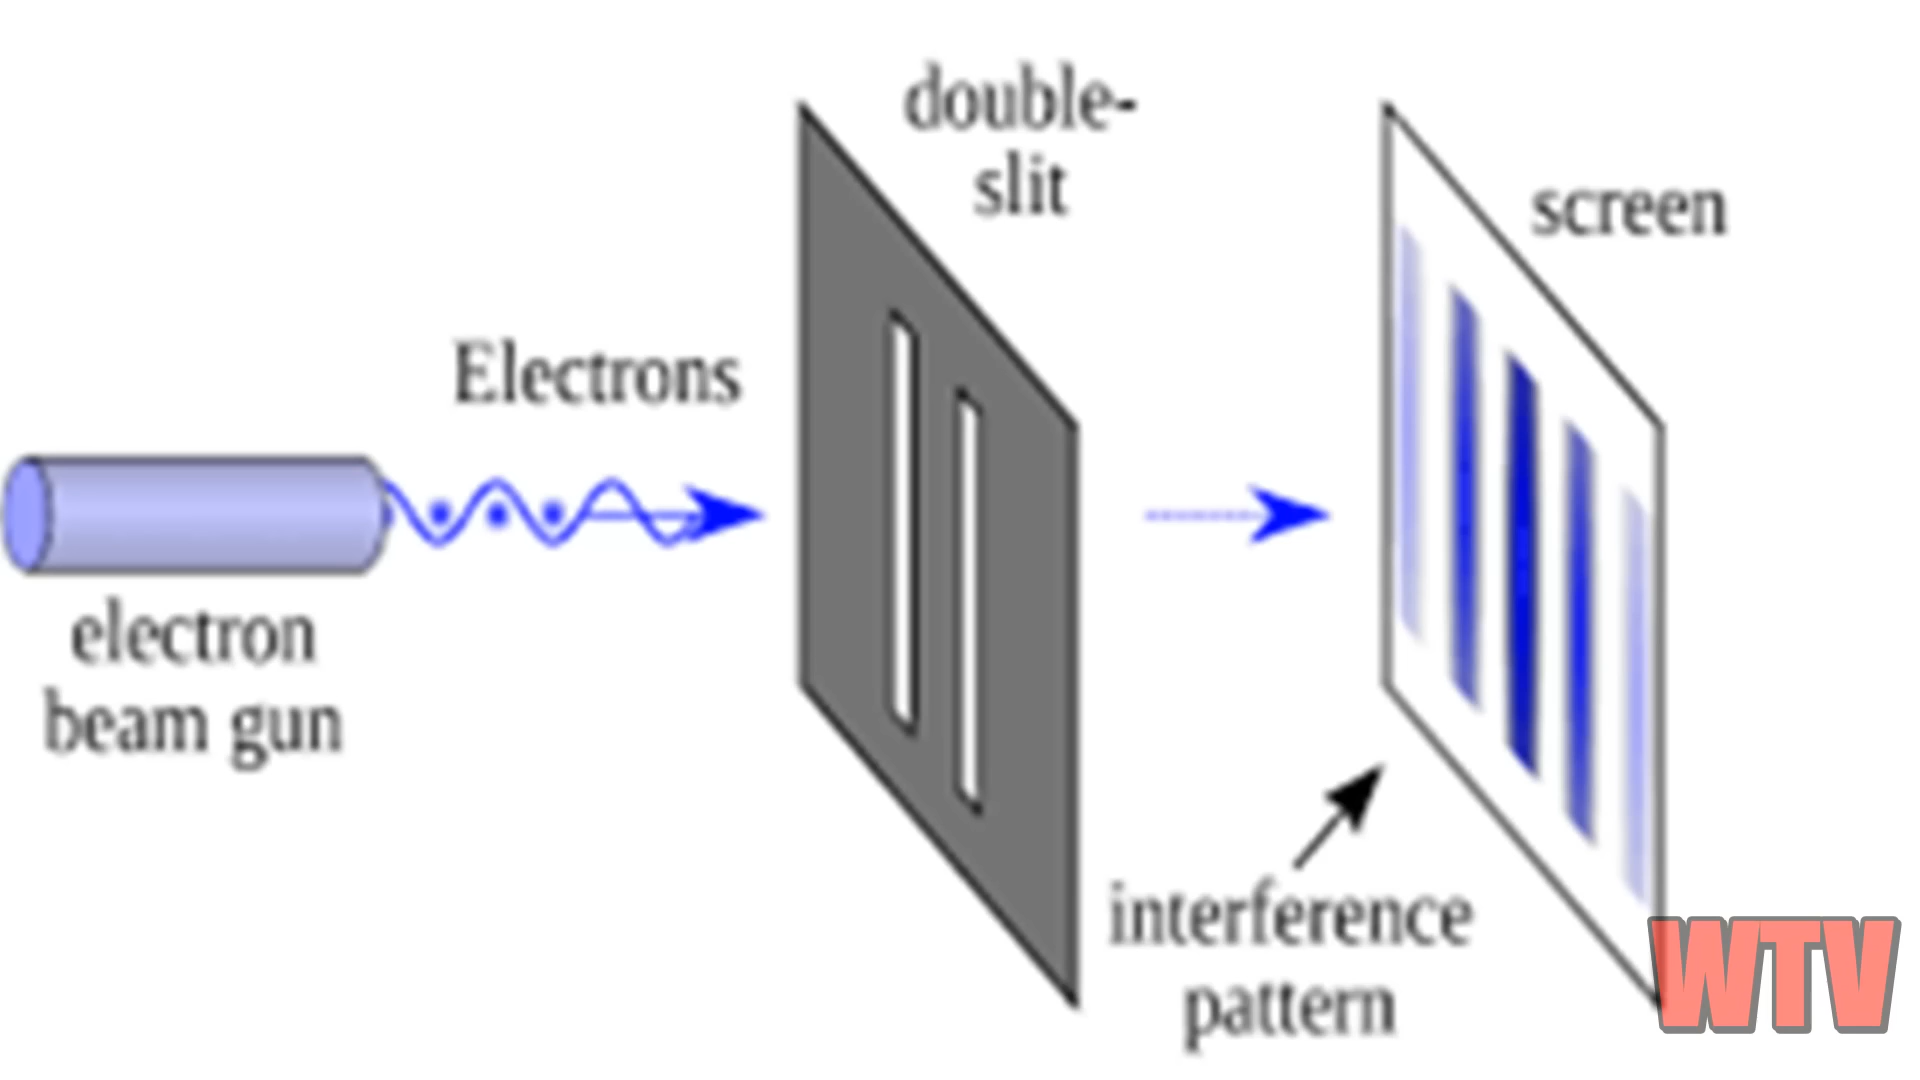 double-
slit
screen
Electrons
electron
beam gun
interference
pattern
WTV